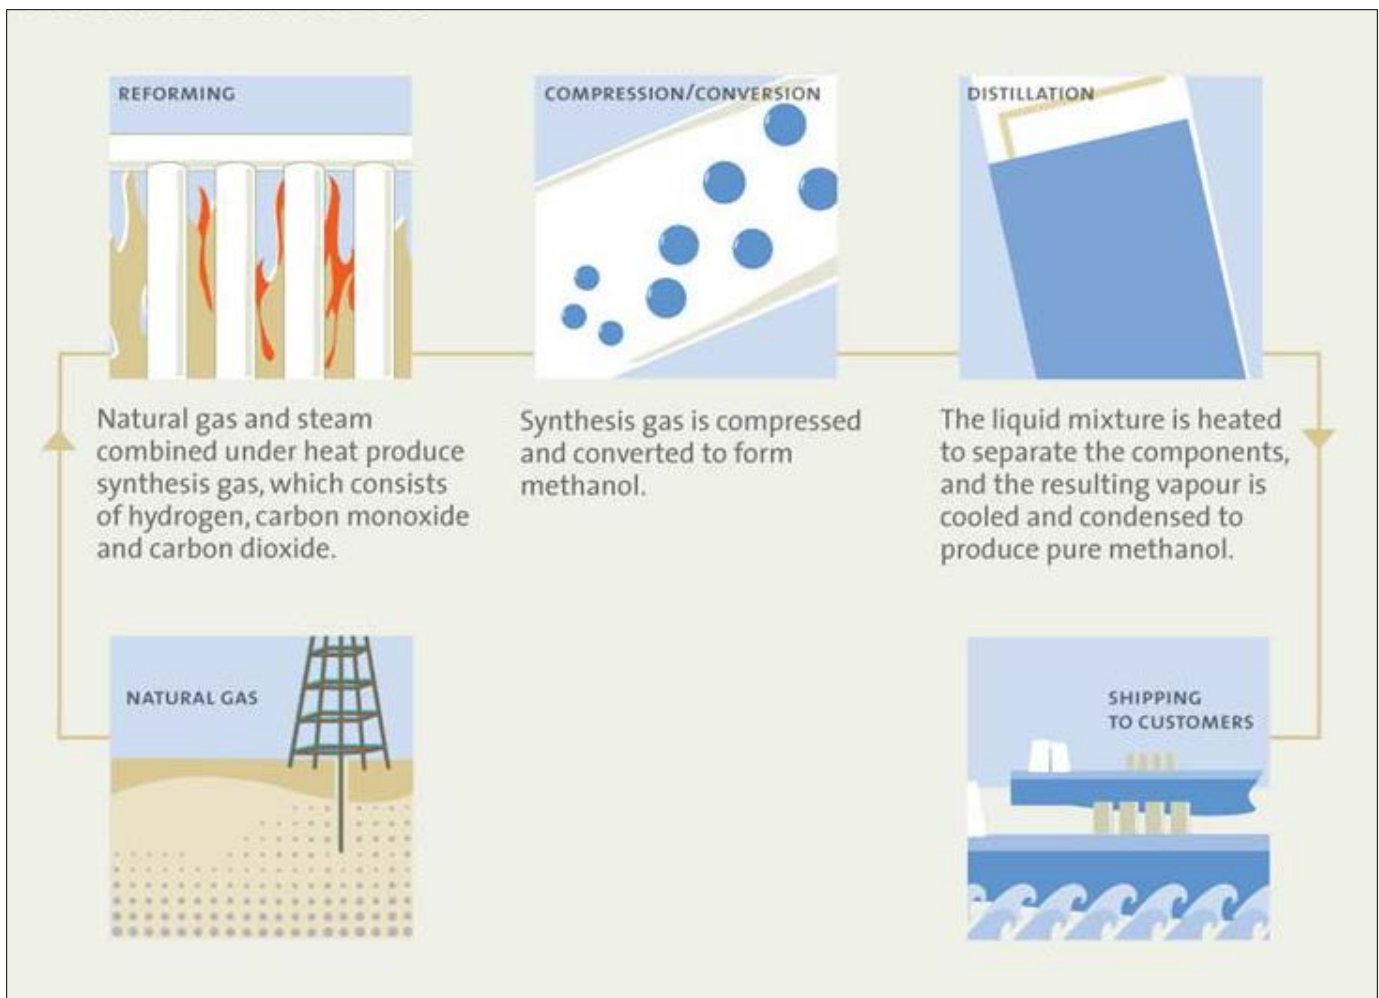 REFORMING
COMPRESSION/CONVERSION
DISTILLATION
Natural gas and steam
combined under heat produce
synthesis gas, which consists
of hydrogen, carbon monoxide
and carbon dioxide.
Synthesis gas is compressed
and converted to form
methanol.
The liquid mixture is heated
to separate the components,
and the resulting vapour is
cooled and condensed to
produce pure methanol.
NATURAL GAS
SHIPPING
TO CUSTOMERS